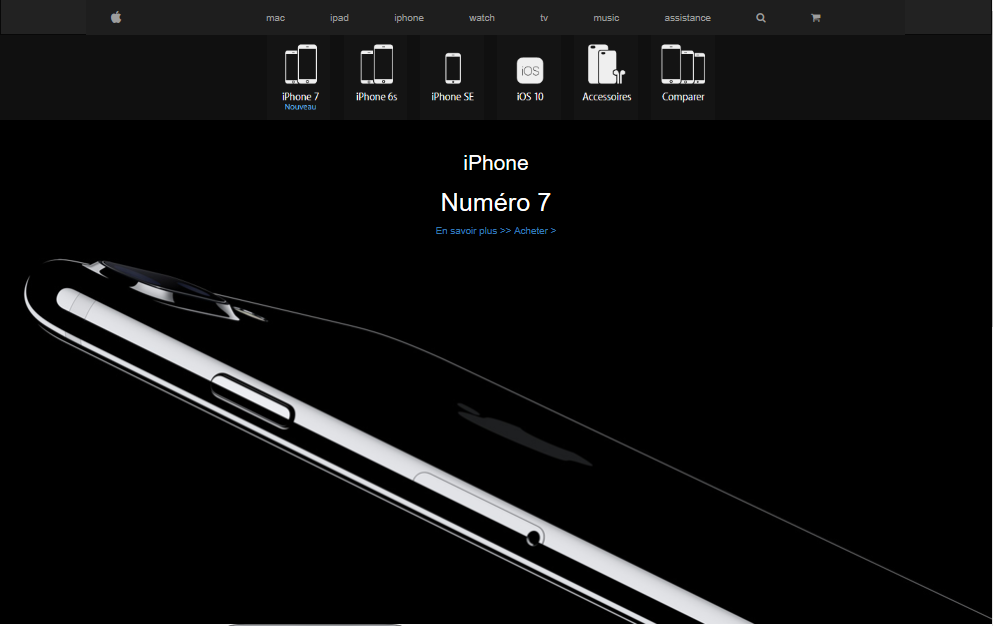 mac ipad iphone watch tv music assistance
iPhone 7 iPhone 6s iPhone SE iOS iOS 10 Accessoires Comparer
Nouveau
iPhone
Numéro 7
En savoir plus >> Acheter >